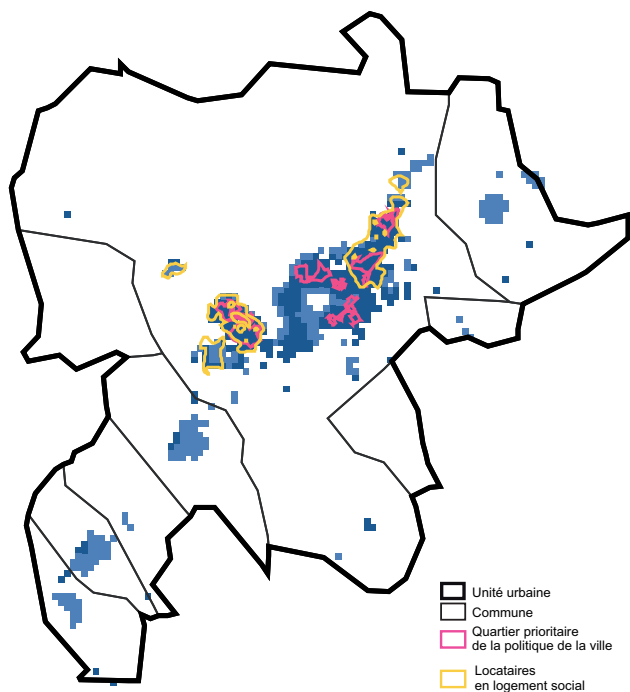 Unité urbaine
Commune
Quartier prioritaire
de la politique de la ville
Locataires
en logement social